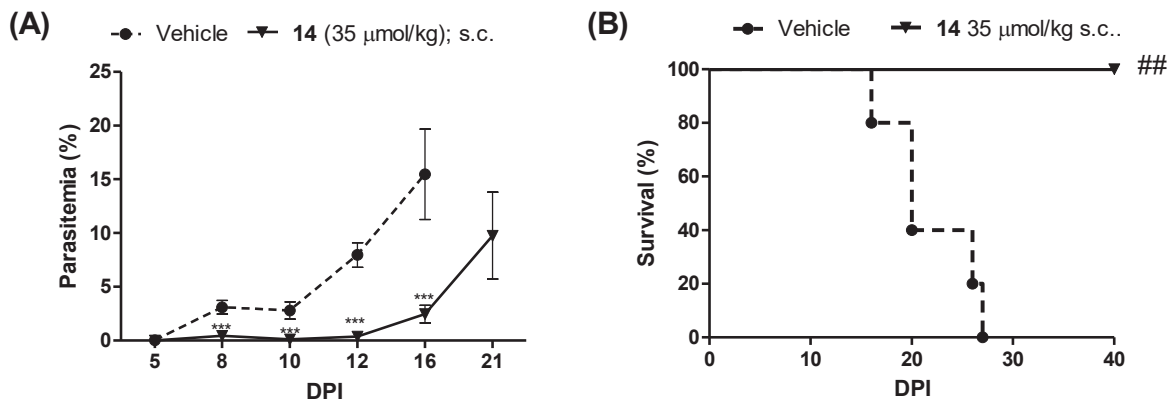 (A)
Vehicle 14 (35 μmol/kg); s.c.
25
20
15
10
5
0
Parasitemia (%)
***
***
***
***
5 8 10 12 16 21
DPI
(B)
Vehicle 14 35 μmol/kg s.c..
##
100
80
60
40
20
0
Survival (%)
0 10 20 30 40
DPI